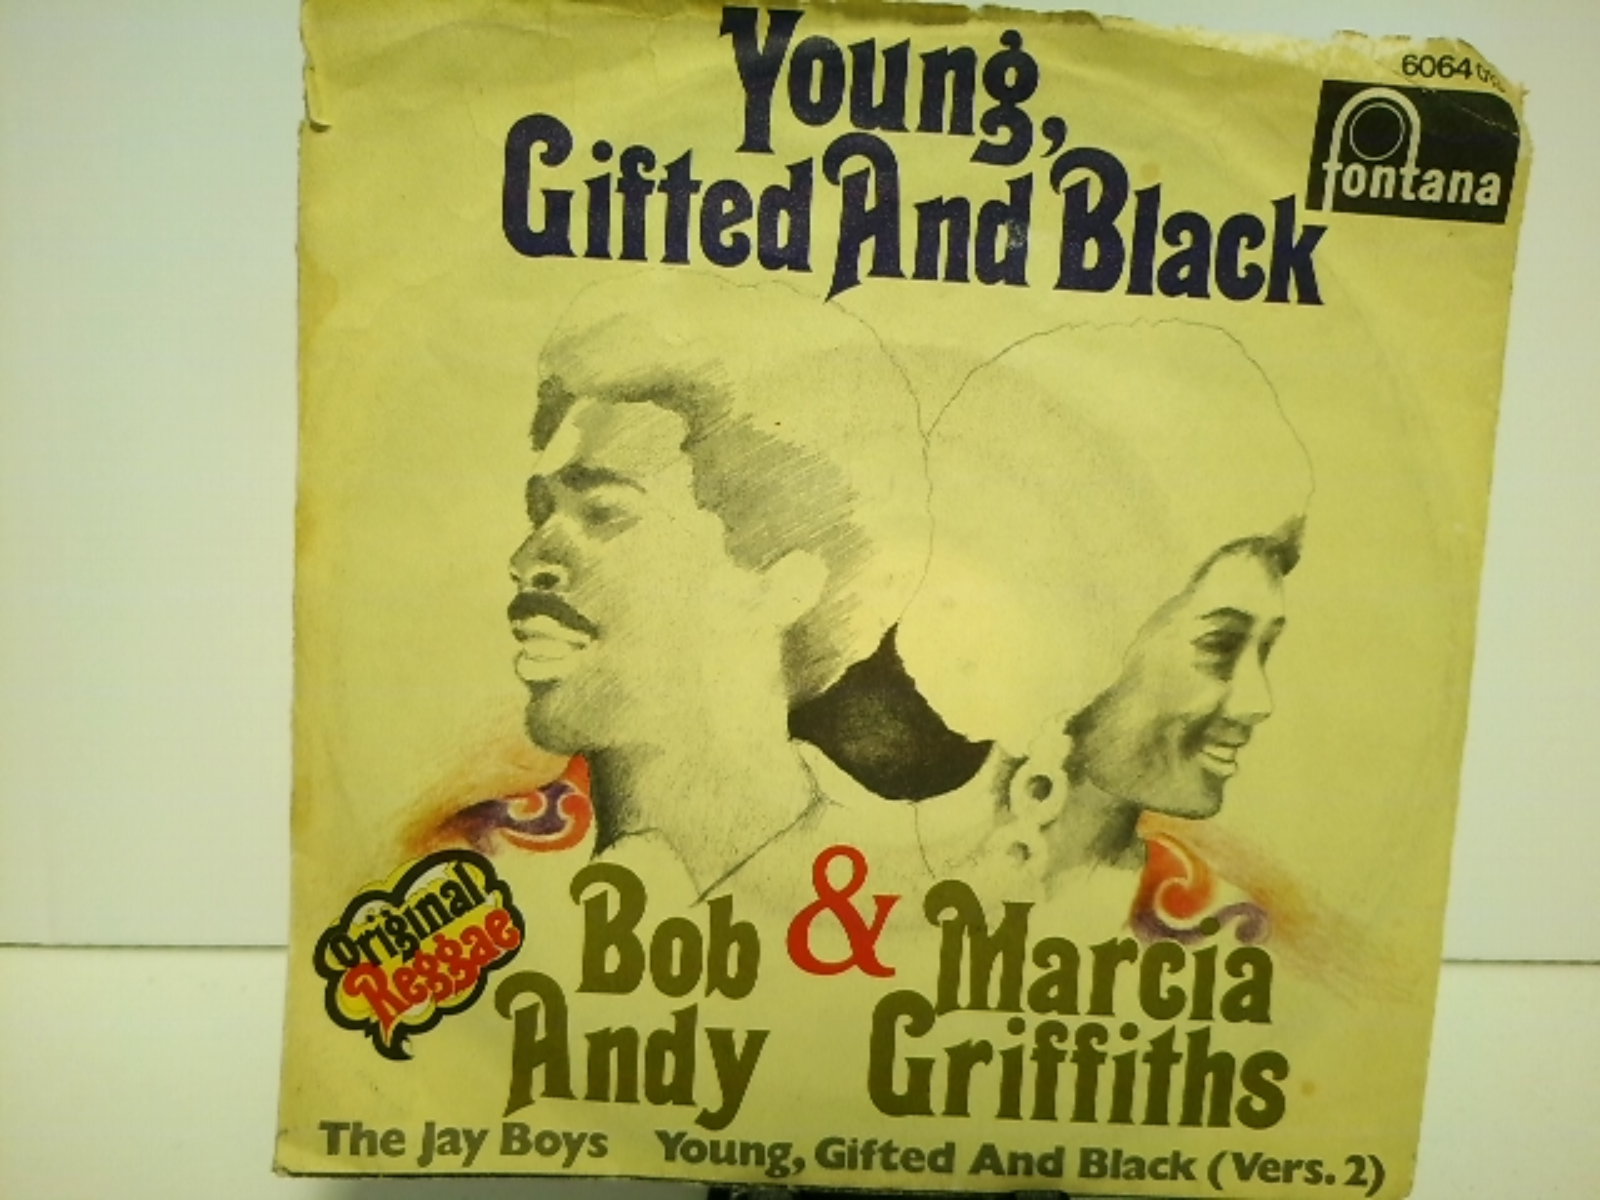 Young,
Gifted And Black
6064
fontana
Original
Reggae
Bob & Marcia
Andy Griffiths
The Jay Boys Young, Gifted And Black (Vers. 2)